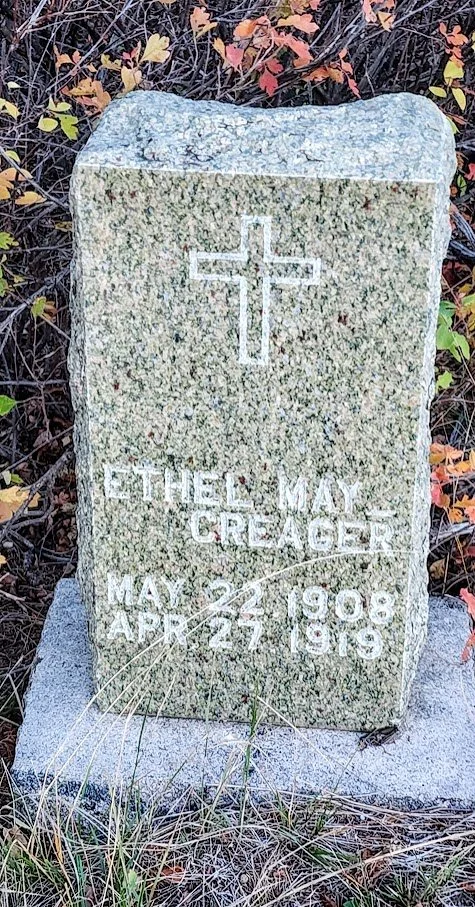 ETHEL MAY
CREAGER
MAY 22 1908
APR 27 1919